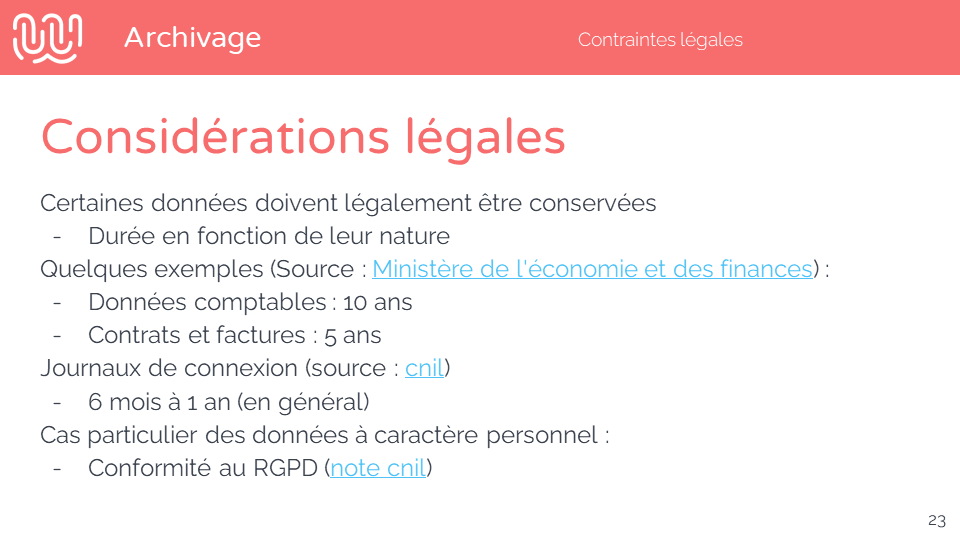 Archivage
Contraintes légales
Considérations légales
Certaines données doivent légalement être conservées
- Durée en fonction de leur nature
Quelques exemples (Source : Ministère de l'économie et des finances) :
- Données comptables : 10 ans
- Contrats et factures : 5 ans
Journaux de connexion (source : cnil)
- 6 mois à 1 an (en général)
Cas particulier des données à caractère personnel :
- Conformité au RGPD (note cnil)
23